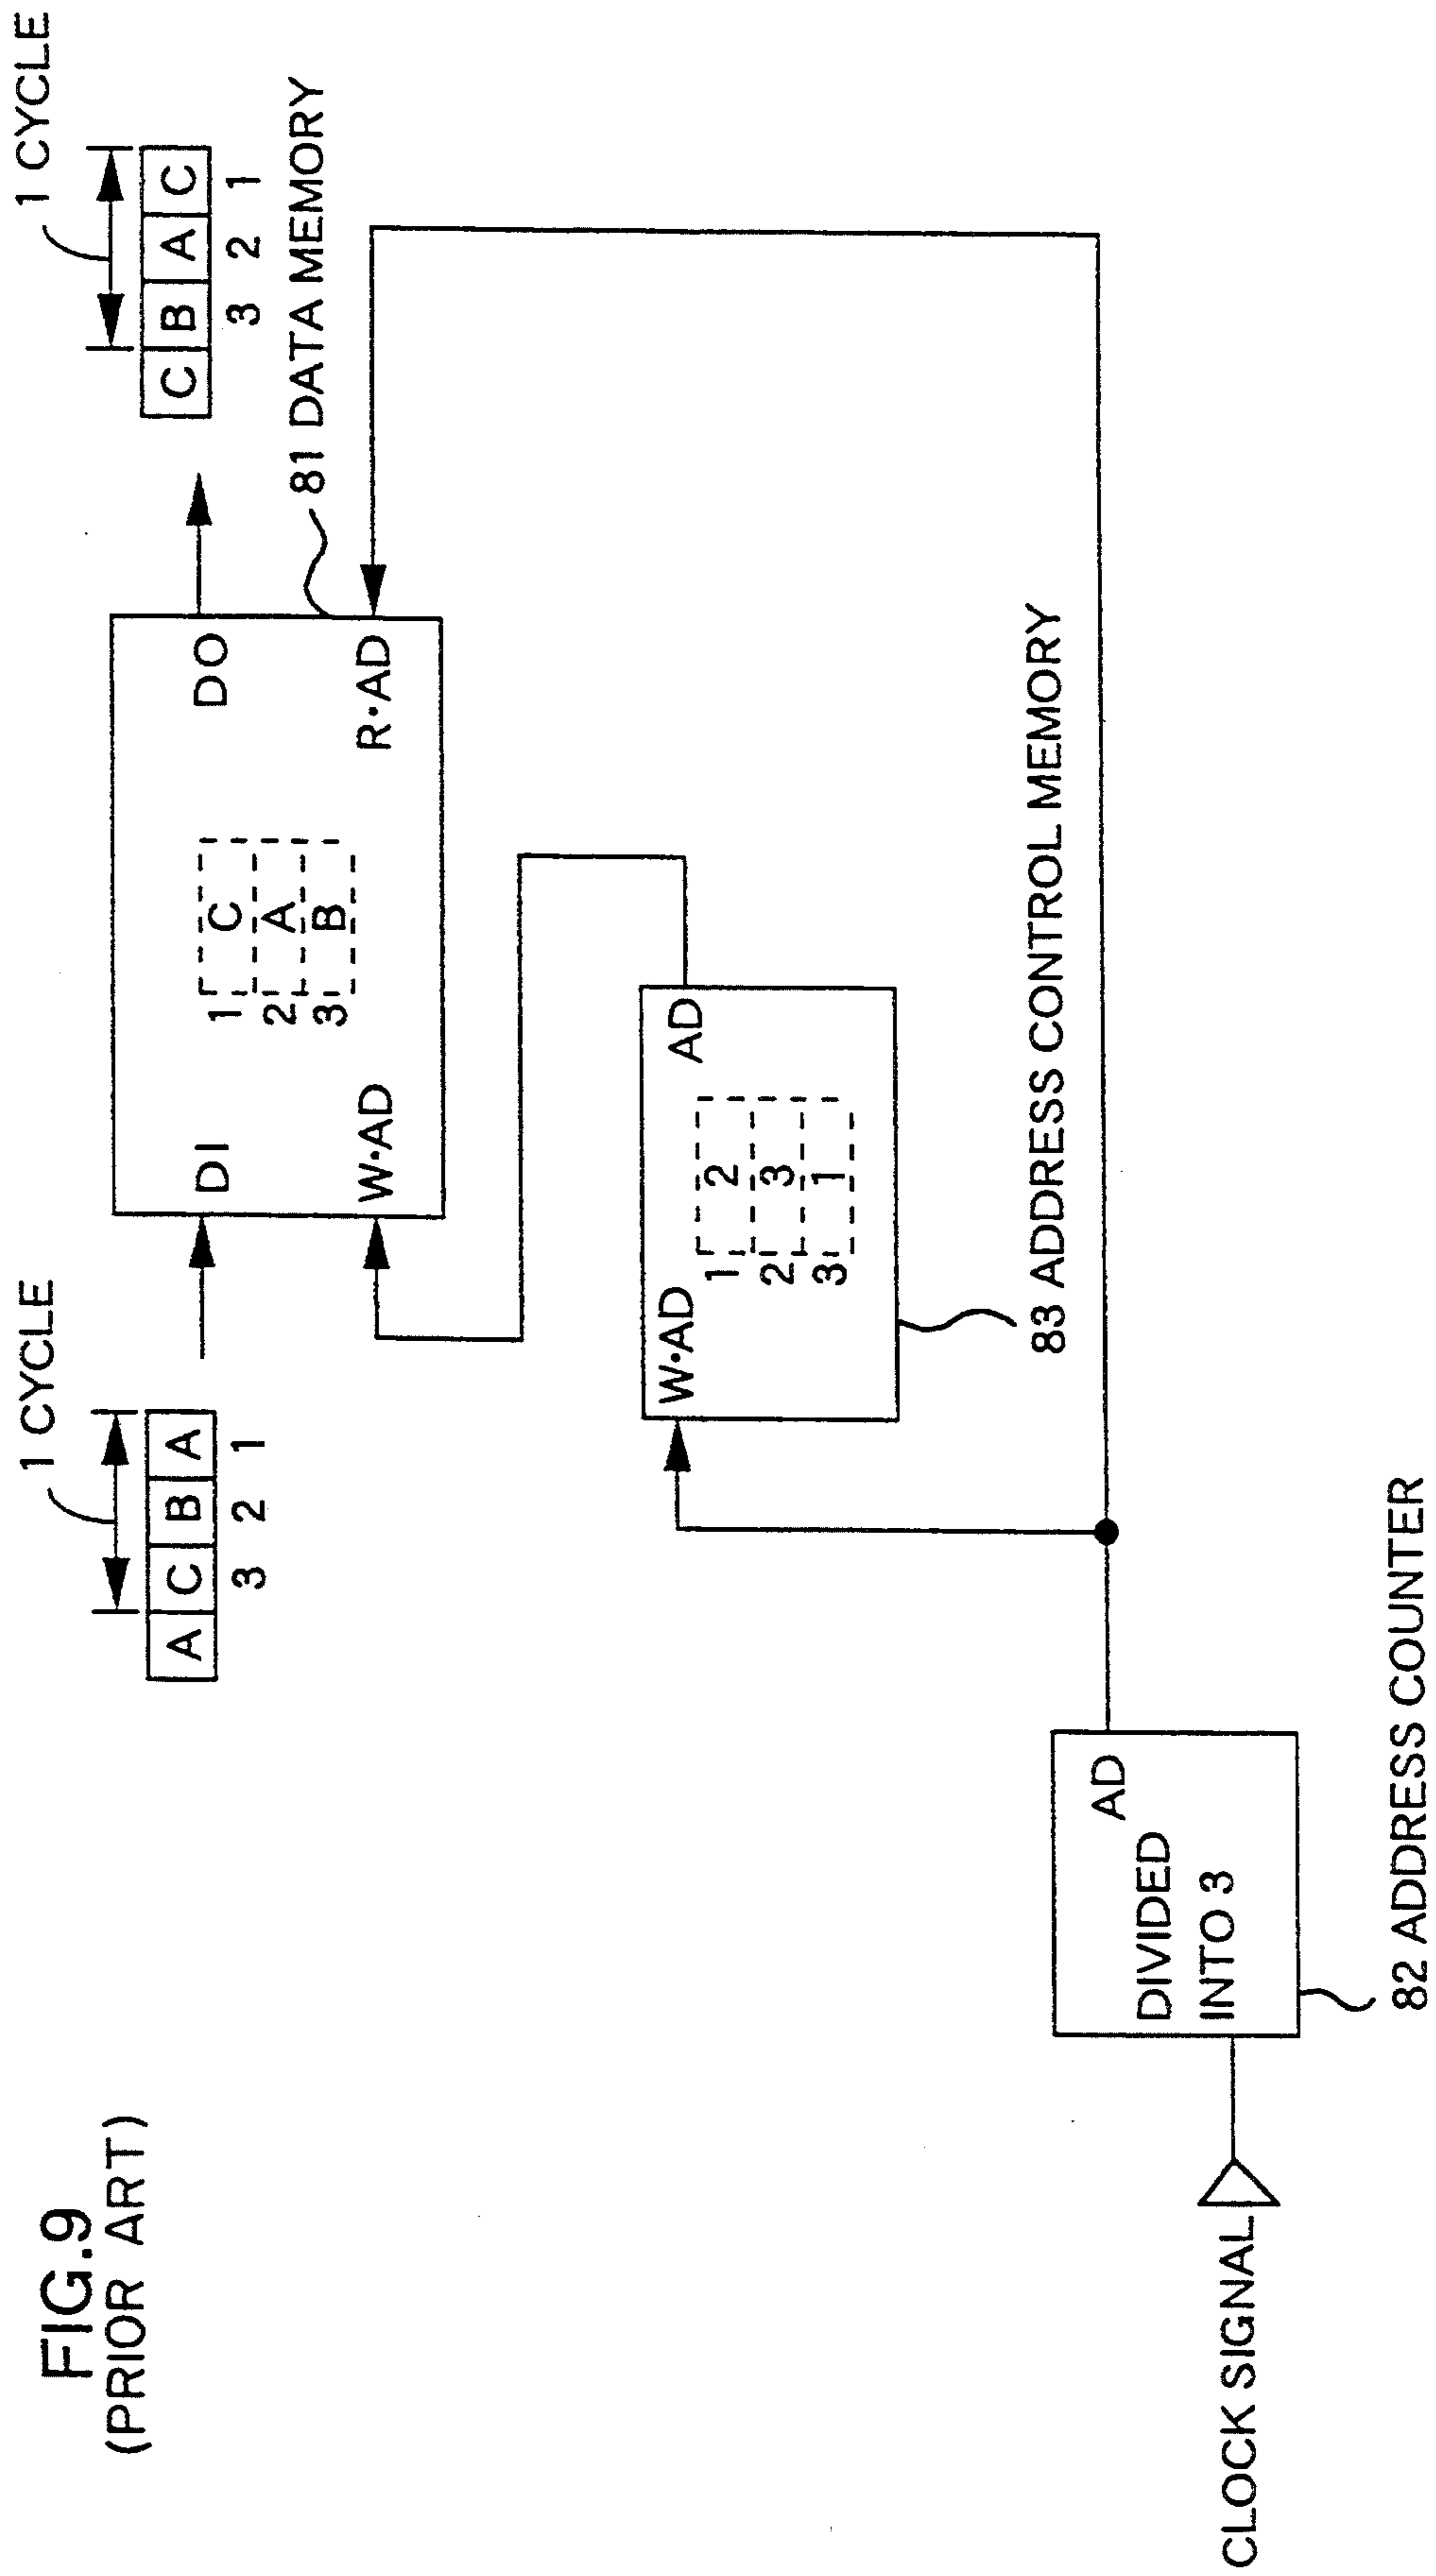 FIG.9
(PRIOR ART)
1 CYCLE
A C B A
3 2 1
1 CYCLE
C B A C
3 2 1
DI
DO
1 C
2 A
3 B
W·AD
R·AD
81 DATA MEMORY
W·AD
AD
1 2
2 3
3 1
83 ADDRESS CONTROL MEMORY
AD
DIVIDED
INTO 3
CLOCK SIGNAL
82 ADDRESS COUNTER